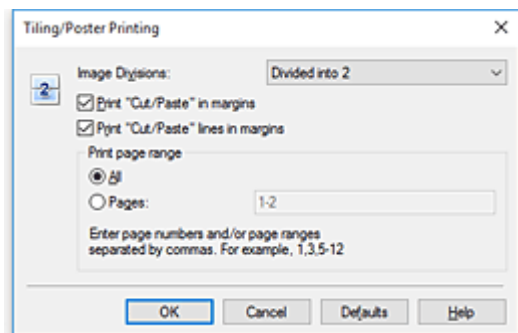 Tiling/Poster Printing
Image Divisions: Divided into 2
2
Print "Cut/Paste" in margins
Print "Cut/Paste" lines in margins
Print page range
All
Pages: 1-2
Enter page numbers and/or page ranges
separated by commas. For example, 1,3,5-12
OK Cancel Defaults Help